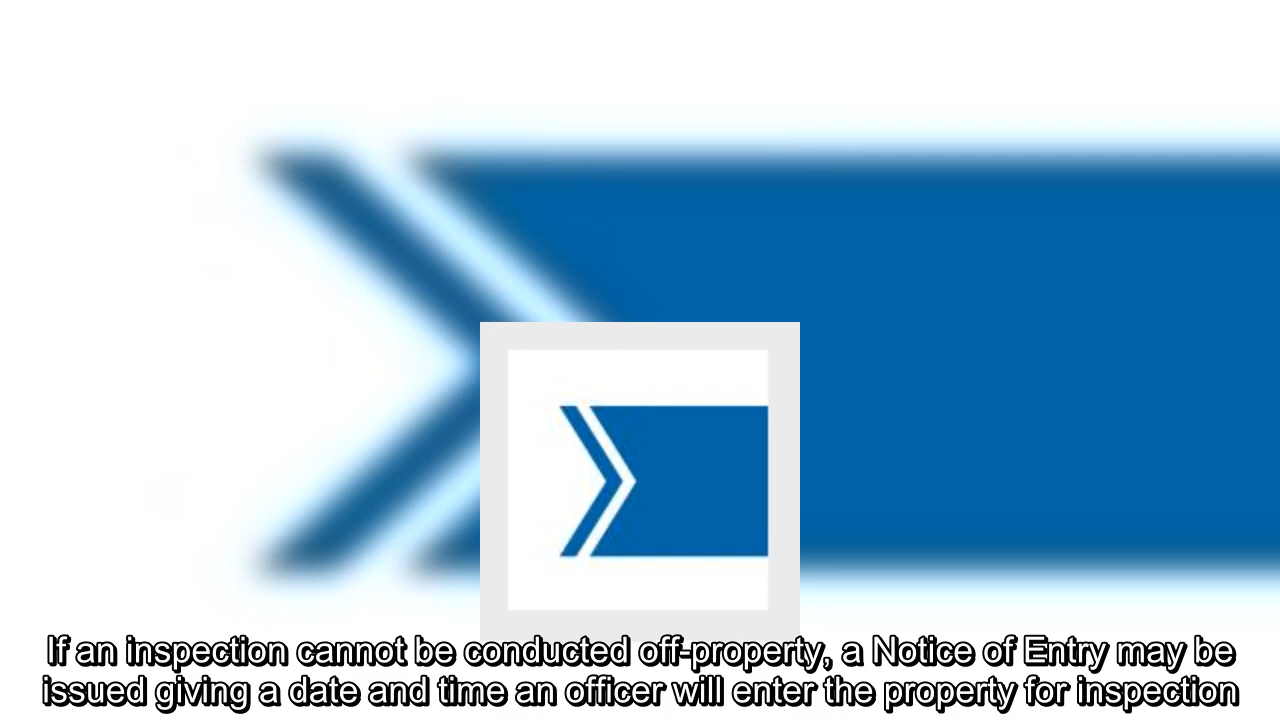 If an inspection cannot be conducted off-property, a Notice of Entry may be
issued giving a date and time an officer will enter the property for inspection